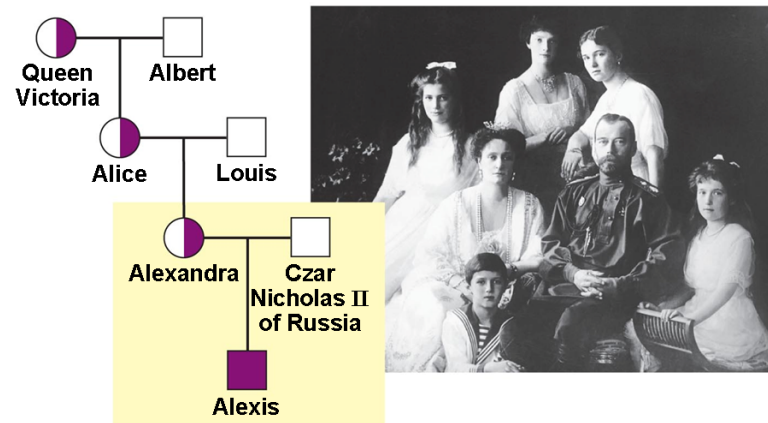 Queen
Victoria
Albert
Alice
Louis
Alexandra
Czar
Nicholas II
of Russia
Alexis